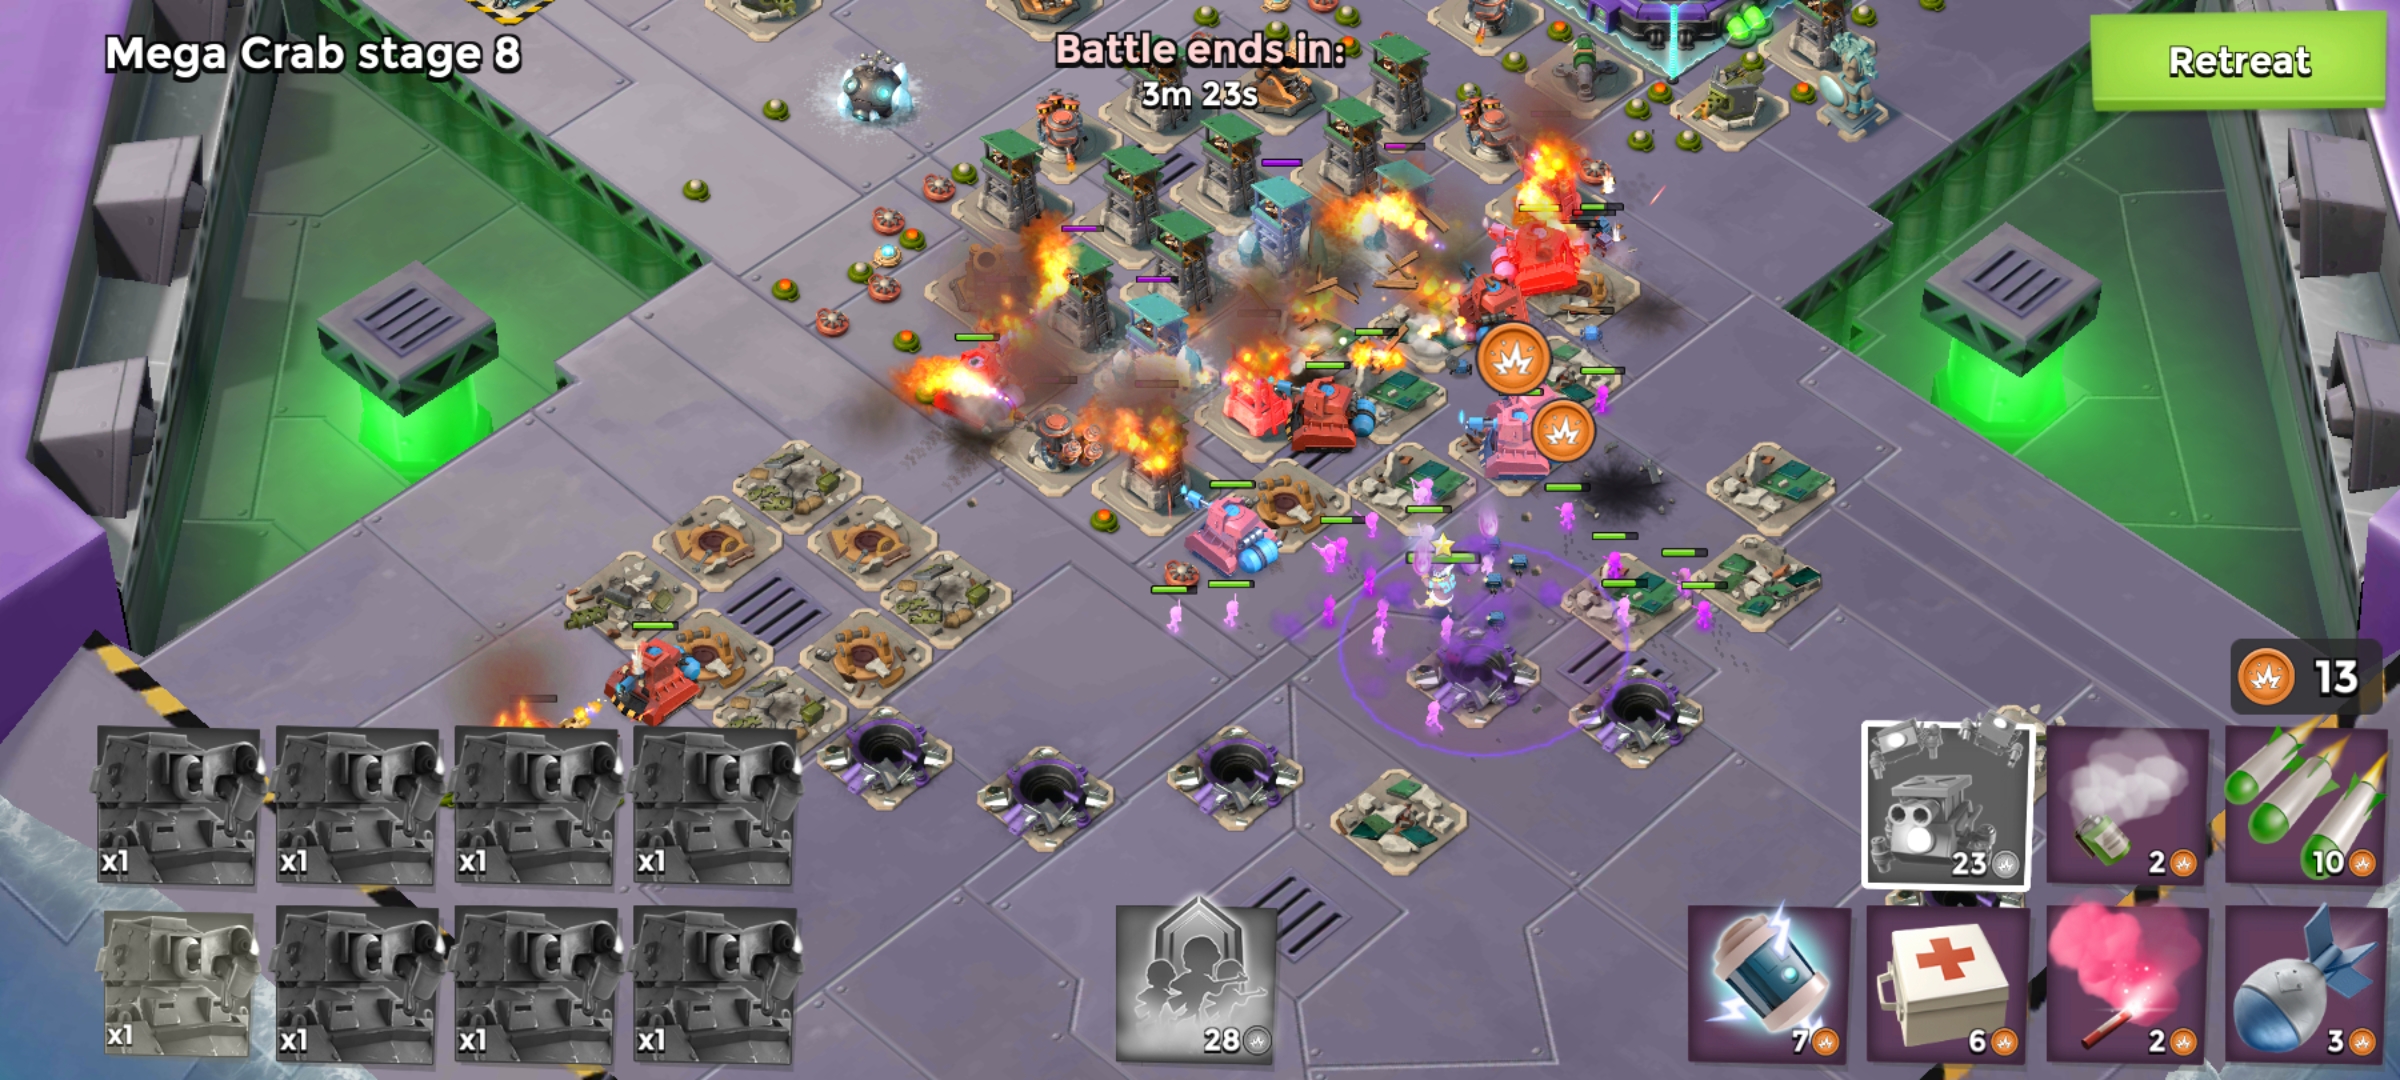 Mega Crab stage 8
Battle ends in:
3m 23s
Retreat
13
x1
x1
x1
x1
23
2
10
x1
x1
x1
x1
28
7
6
2
3